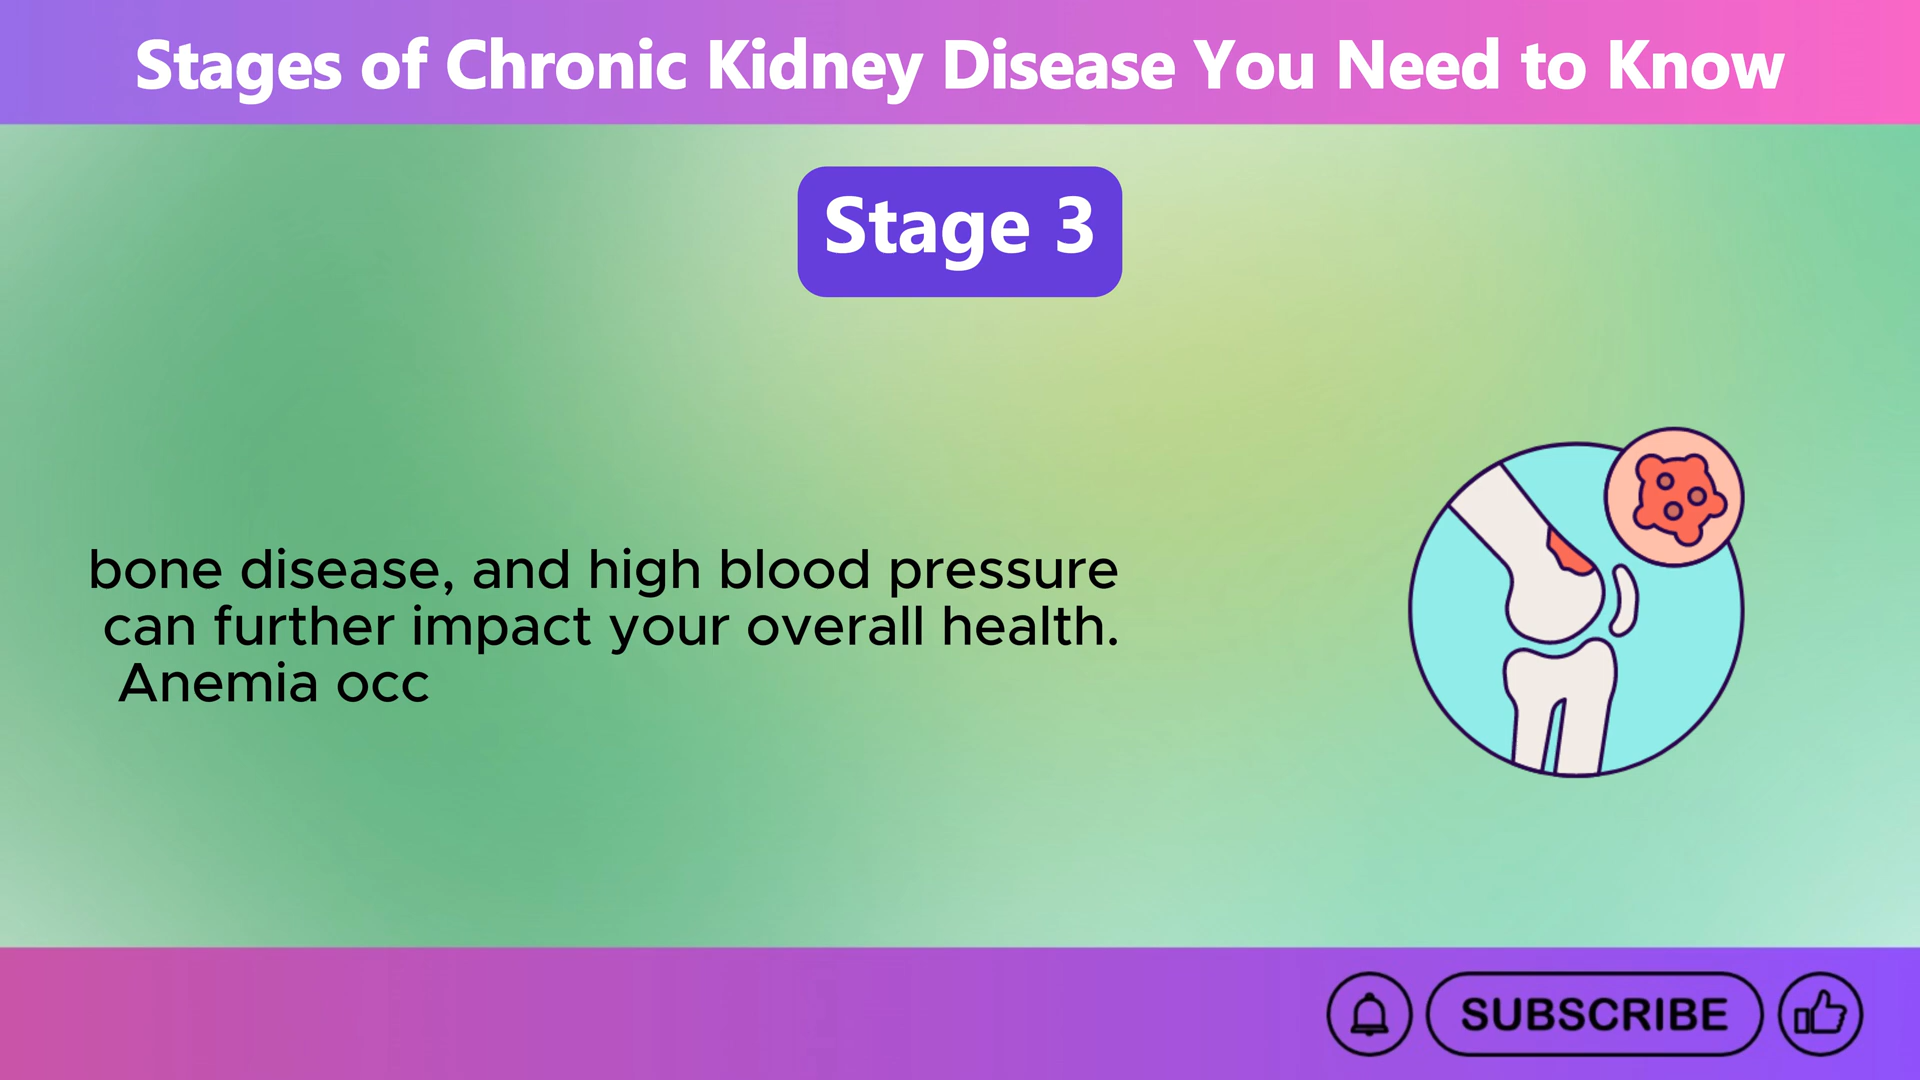 Stages of Chronic Kidney Disease You Need to Know
Stage 3
bone disease, and high blood pressure
can further impact your overall health.
Anemia occ
SUBSCRIBE